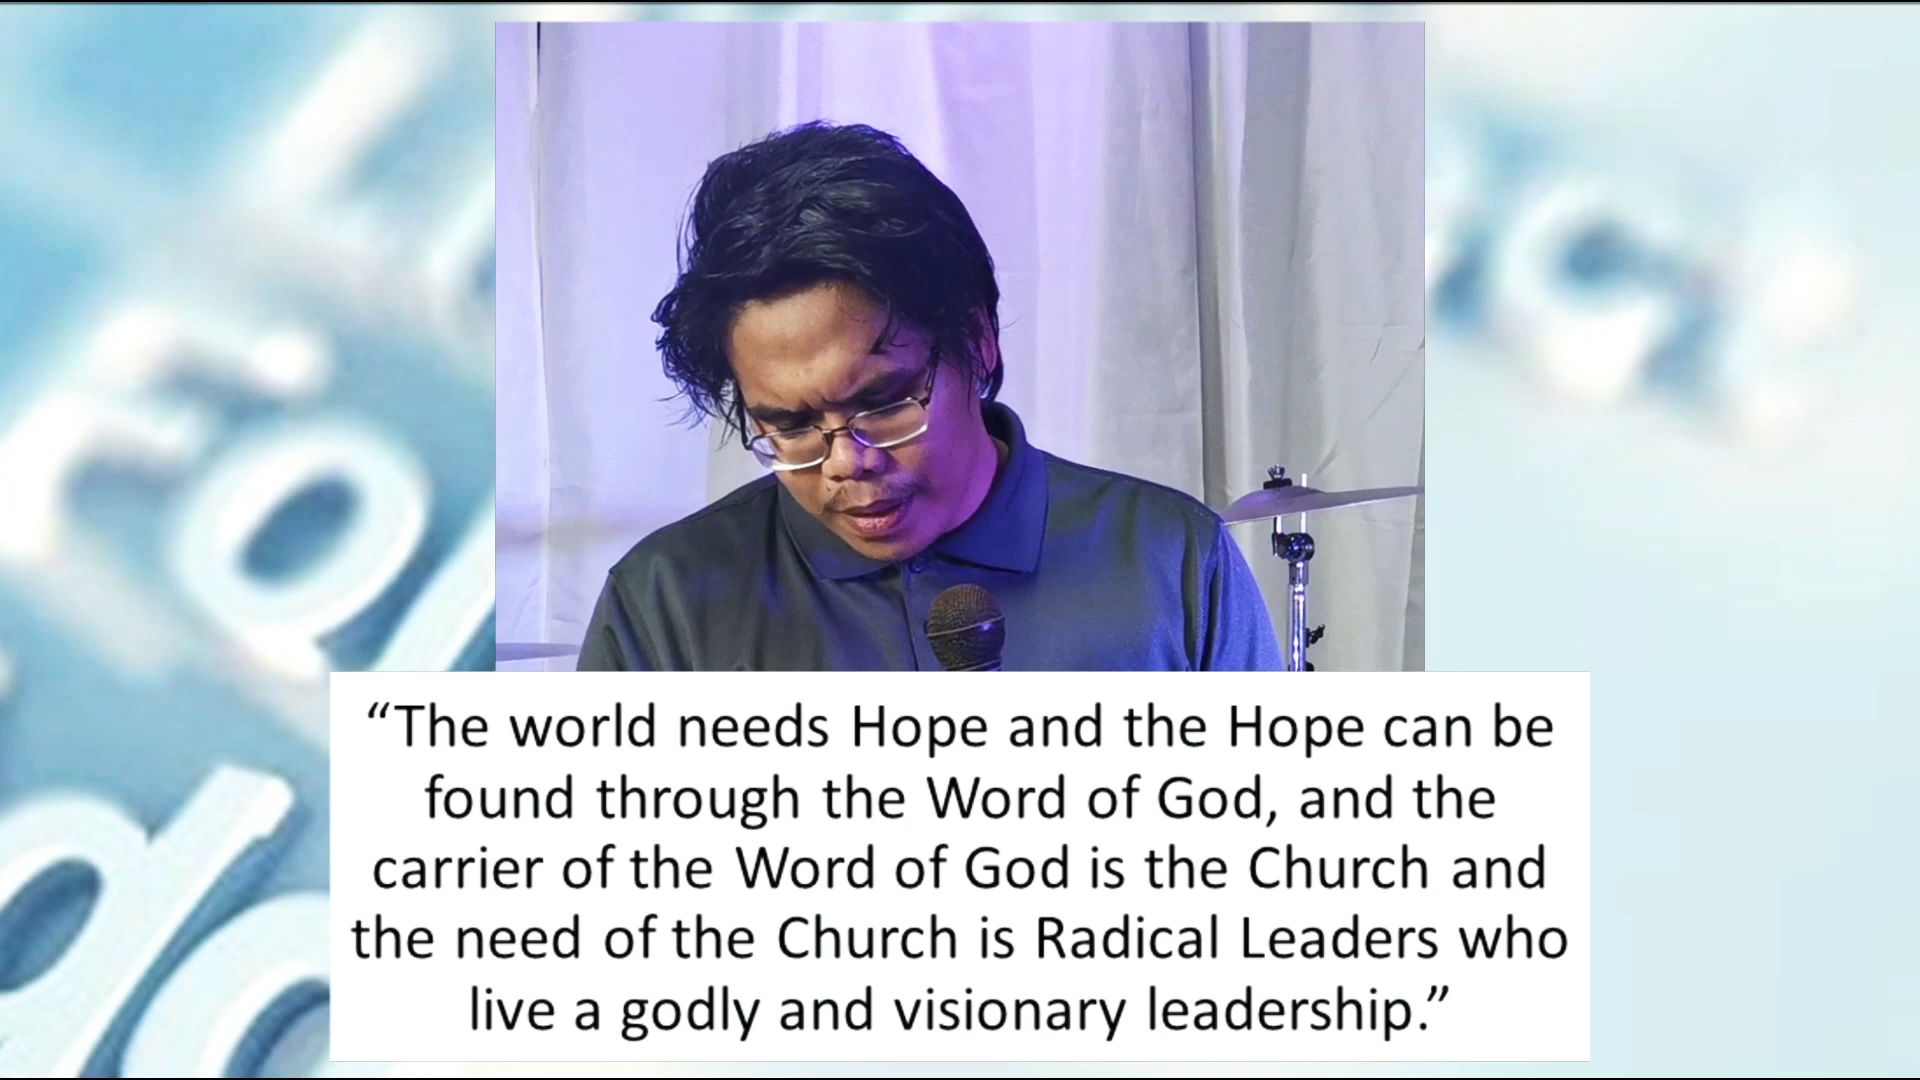 “The world needs Hope and the Hope can be
found through the Word of God, and the
carrier of the Word of God is the Church and
the need of the Church is Radical Leaders who
live a godly and visionary leadership.”